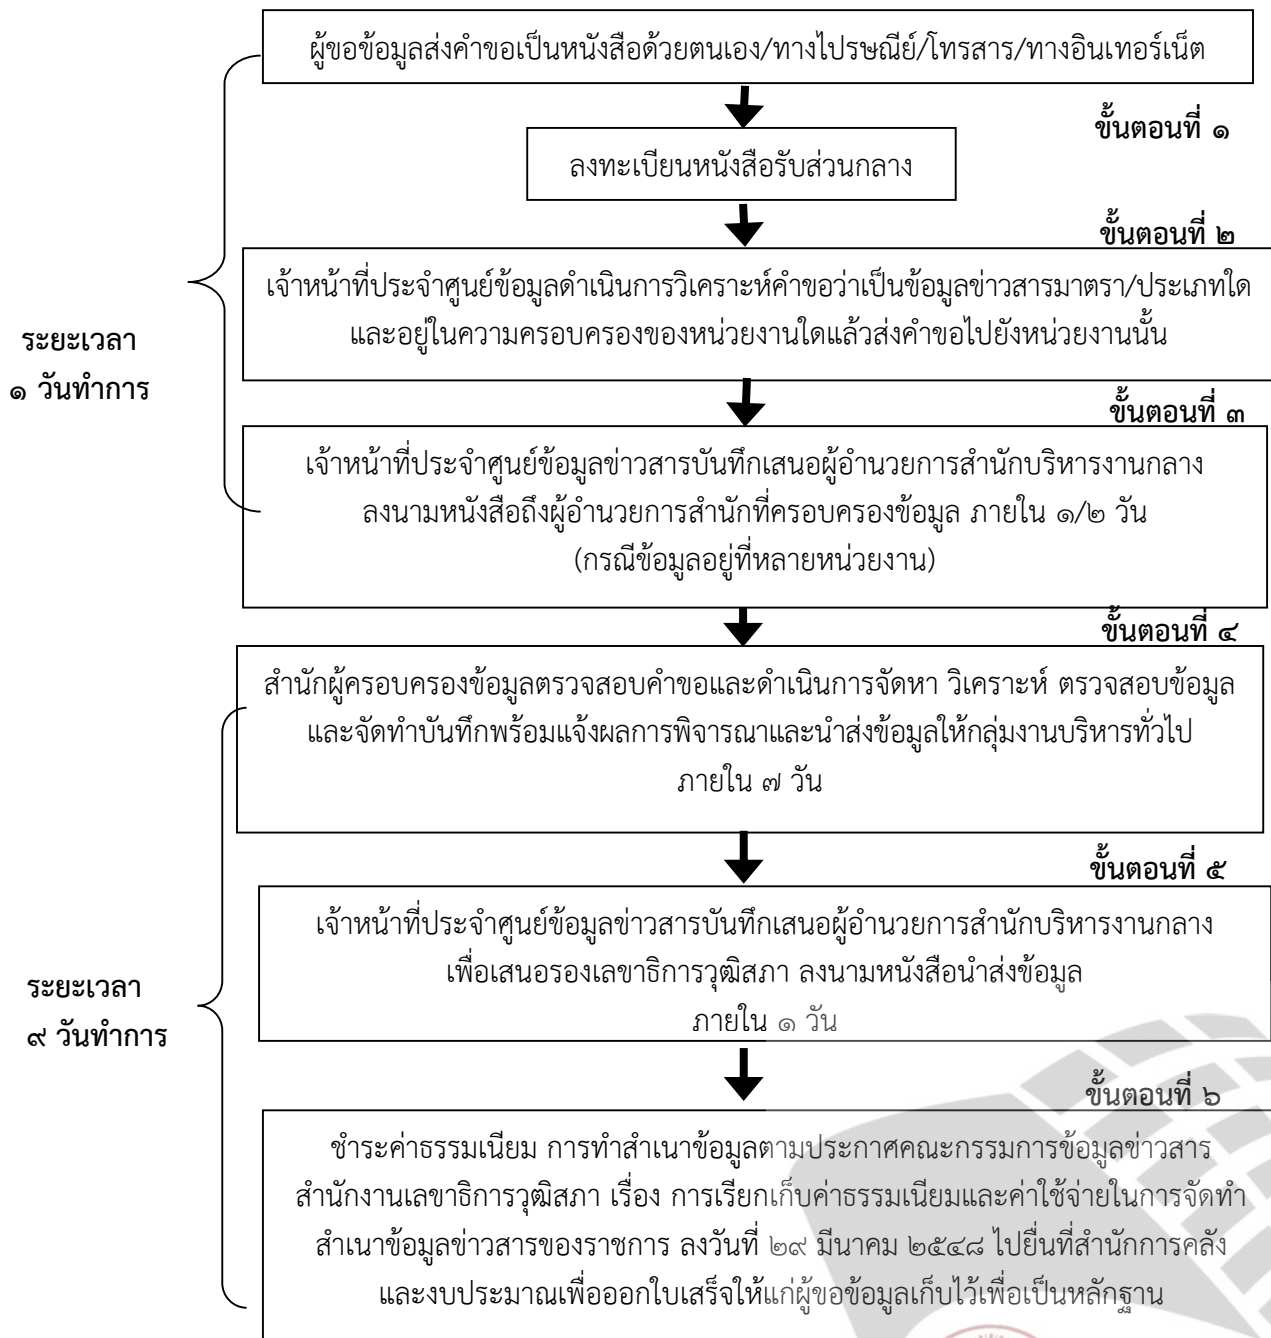 ผู้ขอข้อมูลส่งคำขอเป็นหนังสือด้วยตนเอง/ทางไปรษณีย์/โทรสาร/ทางอินเทอร์เน็ต
ขั้นตอนที่ ๑
ลงทะเบียนหนังสือรับส่วนกลาง
ขั้นตอนที่ ๒
เจ้าหน้าที่ประจำศูนย์ข้อมูลดำเนินการวิเคราะห์คำขอว่าเป็นข้อมูลข่าวสารมาตรา/ประเภทใด
และอยู่ในความครอบครองของหน่วยงานใดแล้วส่งคำขอไปยังหน่วยงานนั้น
ระยะเวลา
๑ วันทำการ
ขั้นตอนที่ ๓
เจ้าหน้าที่ประจำศูนย์ข้อมูลข่าวสารบันทึกเสนอผู้อำนวยการสำนักบริหารงานกลาง
ลงนามหนังสือถึงผู้อำนวยการสำนักที่ครอบครองข้อมูล ภายใน ๑/๒ วัน
(กรณีข้อมูลอยู่ที่หลายหน่วยงาน)
ขั้นตอนที่ ๔
สำนักผู้ครอบครองข้อมูลตรวจสอบคำขอและดำเนินการจัดหา วิเคราะห์ ตรวจสอบข้อมูล
และจัดทำบันทึกพร้อมแจ้งผลการพิจารณาและนำส่งข้อมูลให้กลุ่มงานบริหารทั่วไป
ภายใน ๗ วัน
ขั้นตอนที่ ๕
เจ้าหน้าที่ประจำศูนย์ข้อมูลข่าวสารบันทึกเสนอผู้อำนวยการสำนักบริหารงานกลาง
เพื่อเสนอรองเลขาธิการวุฒิสภา ลงนามหนังสือนำส่งข้อมูล
ภายใน ๑ วัน
ระยะเวลา
๙ วันทำการ
ขั้นตอนที่ ๖
ชำระค่าธรรมเนียม การทำสำเนาข้อมูลตามประกาศคณะกรรมการข้อมูลข่าวสาร
สำนักงานเลขาธิการวุฒิสภา เรื่อง การเรียกเก็บค่าธรรมเนียมและค่าใช้จ่ายในการจัดทำ
สำเนาข้อมูลข่าวสารของราชการ ลงวันที่ ๒๙ มีนาคม ๒๕๔๘ ไปยื่นที่สำนักการคลัง
และงบประมาณเพื่อออกใบเสร็จให้แก่ผู้ขอข้อมูลเก็บไว้เพื่อเป็นหลักฐาน